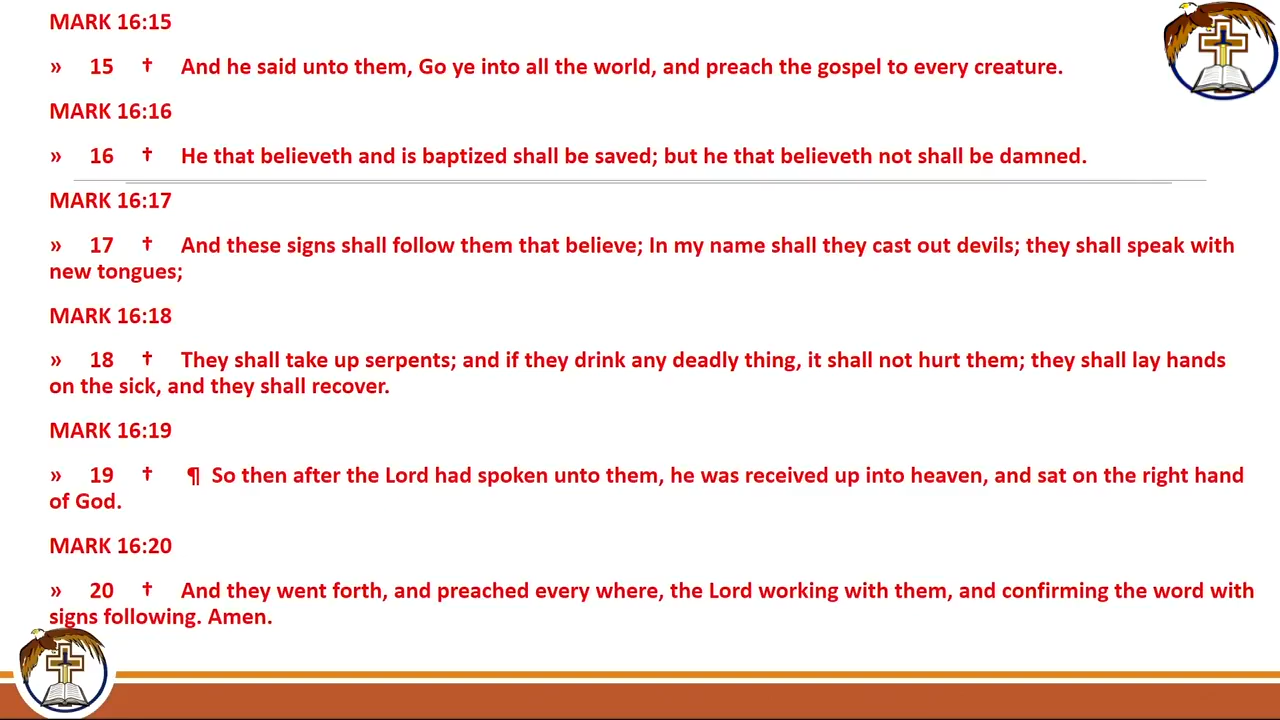 MARK 16:15
» 15 ✝ And he said unto them, Go ye into all the world, and preach the gospel to every creature.
MARK 16:16
» 16 ✝ He that believeth and is baptized shall be saved; but he that believeth not shall be damned.
MARK 16:17
» 17 ✝ And these signs shall follow them that believe; In my name shall they cast out devils; they shall speak with
new tongues;
MARK 16:18
» 18 ✝ They shall take up serpents; and if they drink any deadly thing, it shall not hurt them; they shall lay hands
on the sick, and they shall recover.
MARK 16:19
» 19 ✝ ¶ So then after the Lord had spoken unto them, he was received up into heaven, and sat on the right hand
of God.
MARK 16:20
» 20 ✝ And they went forth, and preached every where, the Lord working with them, and confirming the word with
signs following. Amen.